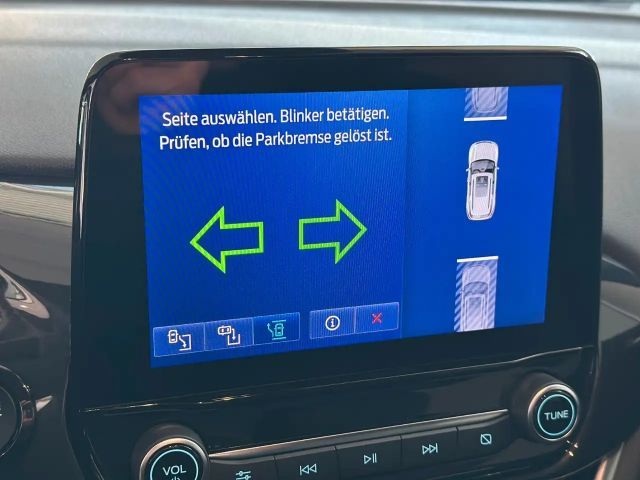 Seite auswählen. Blinker betätigen.
Prüfen, ob die Parkbremse gelöst ist.
VOL
TUNE